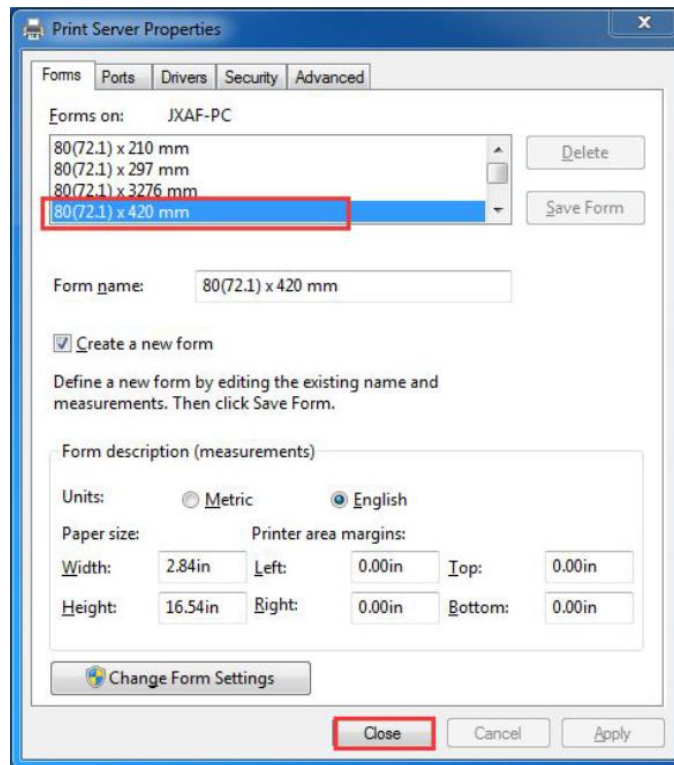 Print Server Properties
X
Forms Ports Drivers Security Advanced
Forms on: JXAF-PC
80(72.1) x 210 mm
80(72.1) x 297 mm
80(72.1) x 3276 mm
80(72.1) x 420 mm
Delete
Save Form
Form name: 80(72.1) x 420 mm
Create a new form
Define a new form by editing the existing name and
measurements. Then click Save Form.
Form description (measurements)
Units: Metric English
Paper size: Printer area margins:
Width: 2.84in Left: 0.00in Top: 0.00in
Height: 16.54in Right: 0.00in Bottom: 0.00in
Change Form Settings
Close Cancel Apply